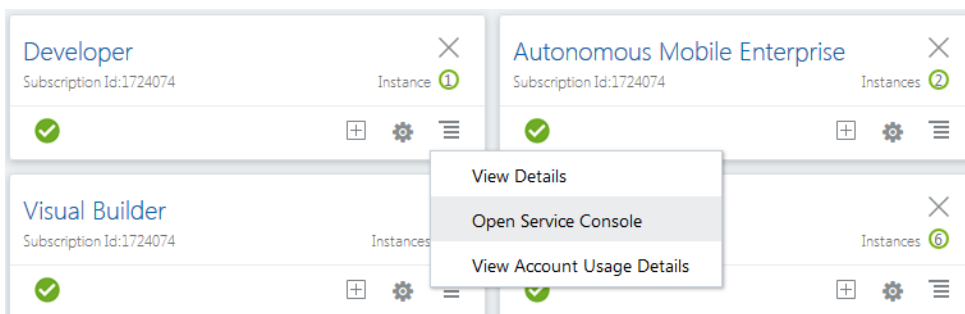 Developer
Subscription Id:1724074
Instance 1
Autonomous Mobile Enterprise
Subscription Id:1724074
Instances 2
View Details
Open Service Console
View Account Usage Details
Visual Builder
Subscription Id:1724074
Instances
Instances 6